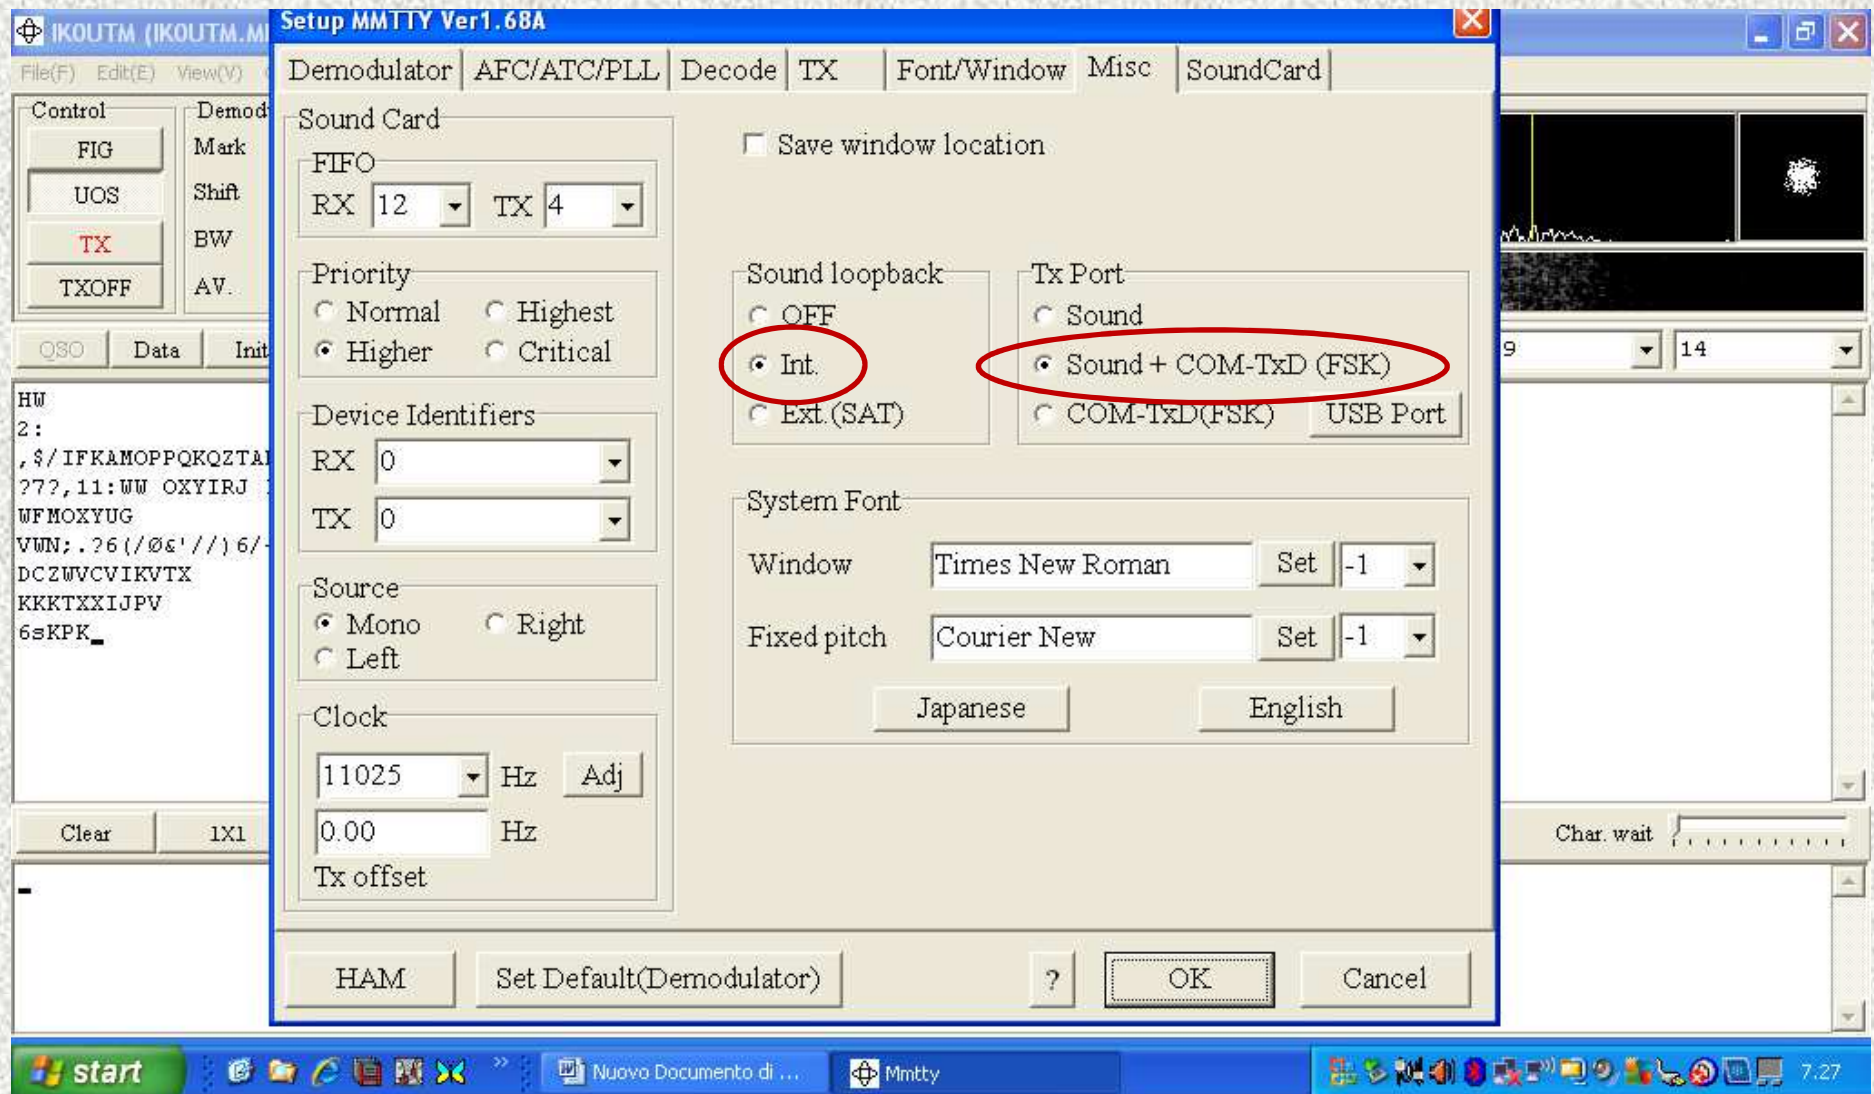 IK0UTM (IK0UTM.M
Setup MMTTY Ver1.68A
File(F) Edit(E) View(V)
Demodulator AFC/ATC/PLL Decode TX Font/Window Misc SoundCard
Control
FIG
UOS
TX
TXOFF
Demod
Mark
Shift
BW
AV.
QSO Data Init
Sound Card
FIFO
RX 12 TX 4
Priority
Normal Highest
Higher Critical
Device Identifiers
RX 0
TX 0
Source
Mono Right
Left
Clock
11025 Hz Adj
0.00 Hz
Tx offset
Save window location
Sound loopback
OFF
Int.
Ext.(SAT)
Tx Port
Sound
Sound + COM-TxD (FSK)
COM-TxD(FSK) USB Port
System Font
Window Times New Roman Set -1
Fixed pitch Courier New Set -1
Japanese English
9 14
HW
2:
,$/IFKAMOPPQKQZTA
?7?,11:WW OXYIRJ
WFMOXYUG
VWN;.?6(/Ø&'//)6/
DCZWVCVIKVTX
KKKTXXIJPV
6sKPK
Clear 1X1
Char. wait
HAM Set Default(Demodulator) ? OK Cancel
start
Nuovo Documento di ...
Mmtty
7.27